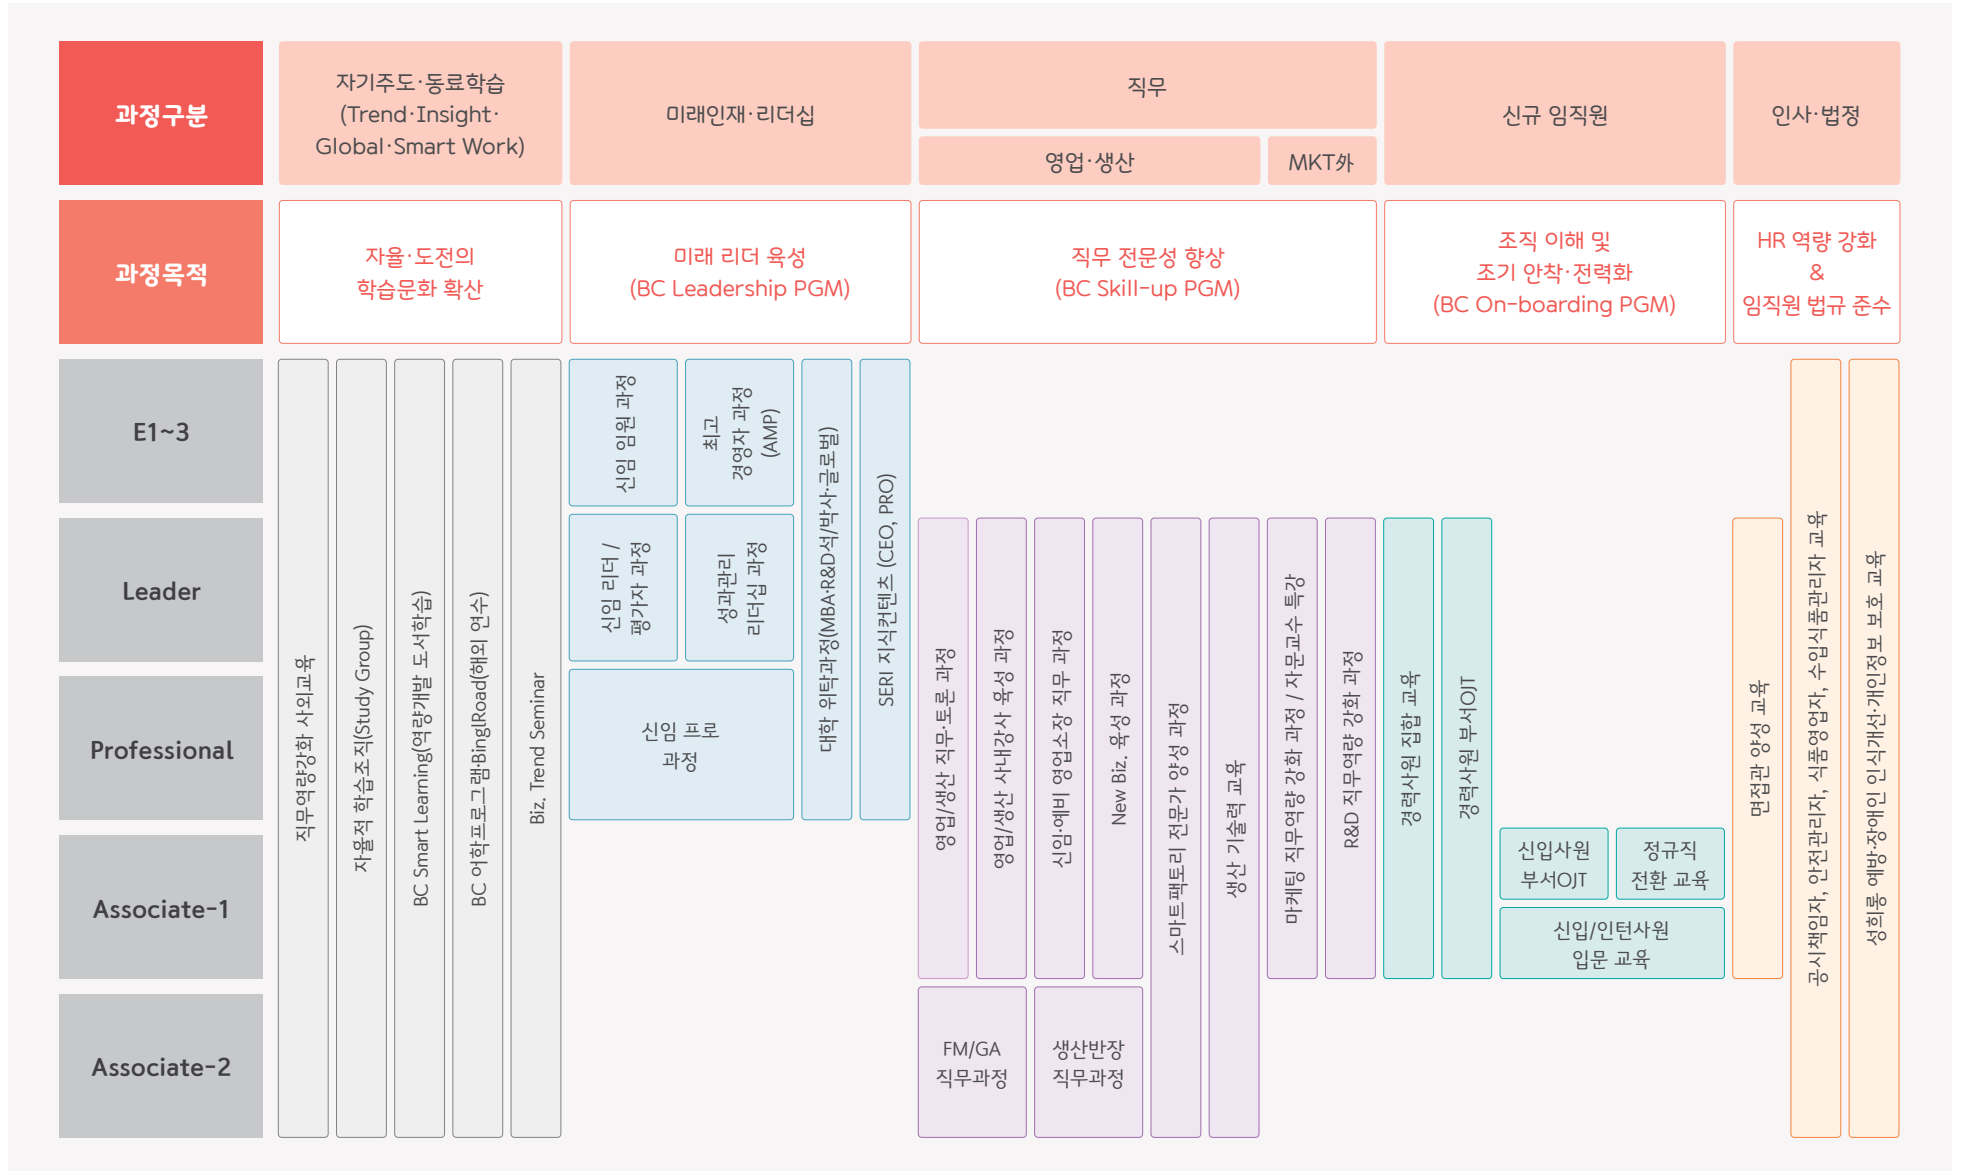 과정구분
자기주도·동료학습
(Trend·Insight·
Global·Smart Work)
미래인재·리더십
직무
영업·생산
MKT外
신규 임직원
인사·법정
과정목적
자율·도전의
학습문화 확산
미래 리더 육성
(BC Leadership PGM)
직무 전문성 향상
(BC Skill-up PGM)
조직 이해 및
조기 안착·전력화
(BC On-boarding PGM)
HR 역량 강화
&
임직원 법규 준수
E1~3
Leader
Professional
Associate-1
Associate-2
직무역량강화 사외교육
자율적 학습조직(Study Group)
BC Smart Learning(역량개발 도서학습)
BC 어학프로그램·BinglRoad(해외 연수)
Biz. Trend Seminar
신임 임원 과정
최고
경영자 과정
(AMP)
신임 리더 /
평가자 과정
성과관리
리더십 과정
신임 프로
과정
대학 위탁과정(MBA·R&D석/박사·글로벌)
SERI 지식컨텐츠 (CEO, PRO)
영업/생산 직무·토론 과정
영업/생산 사내강사 육성 과정
신임·예비 영업소장 직무 과정
New Biz. 육성 과정
스마트팩토리 전문가 양성 과정
생산 기술력 교육
마케팅 직무역량 강화 과정 / 자문교수 특강
R&D 직무역량 강화 과정
FM/GA
직무과정
생산반장
직무과정
경력사원 집합 교육
경력사원 부서OJT
신입사원
부서OJT
정규직
전환 교육
신입/인턴사원
입문 교육
면접관 양성 교육
공시책임자, 안전관리자, 식품영업자, 수입식품관리자 교육
성희롱 예방·장애인 인식개선·개인정보 보호 교육